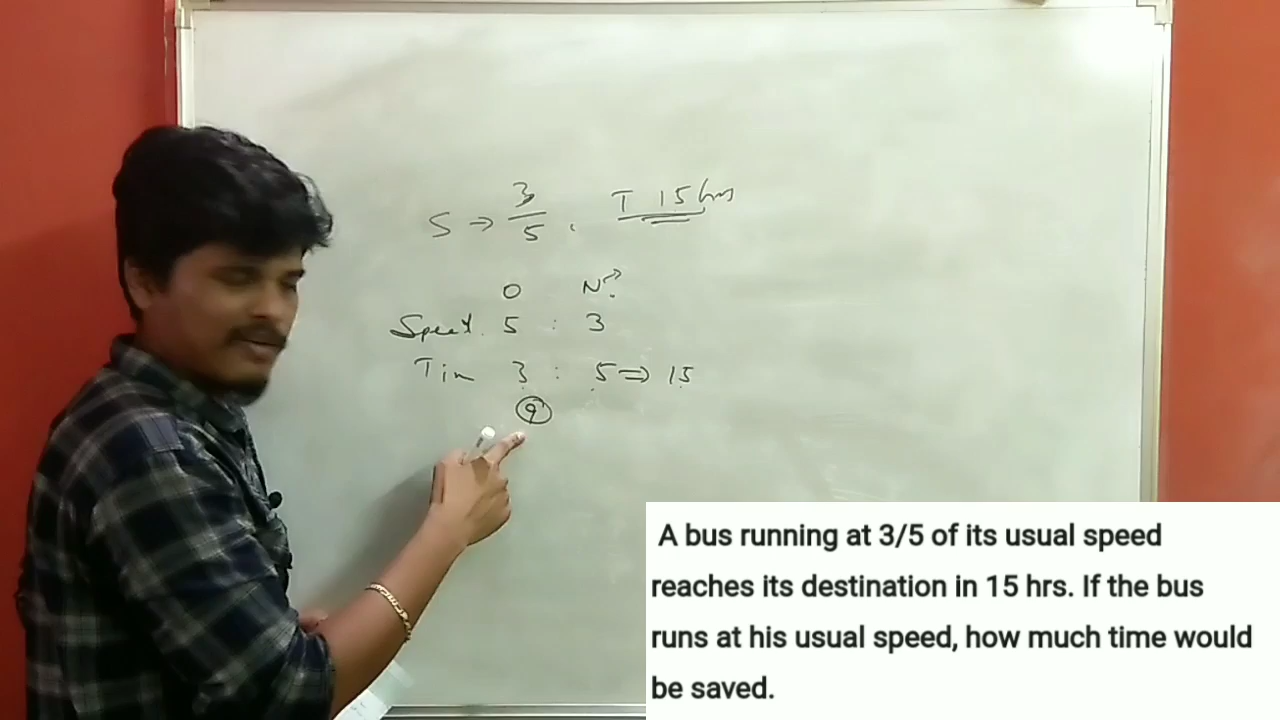 S → 3/5 . T 15 hrs
O N?
Speed 5 : 3
Tim 3 : 5 ⇒ 15
9
A bus running at 3/5 of its usual speed
reaches its destination in 15 hrs. If the bus
runs at his usual speed, how much time would
be saved.